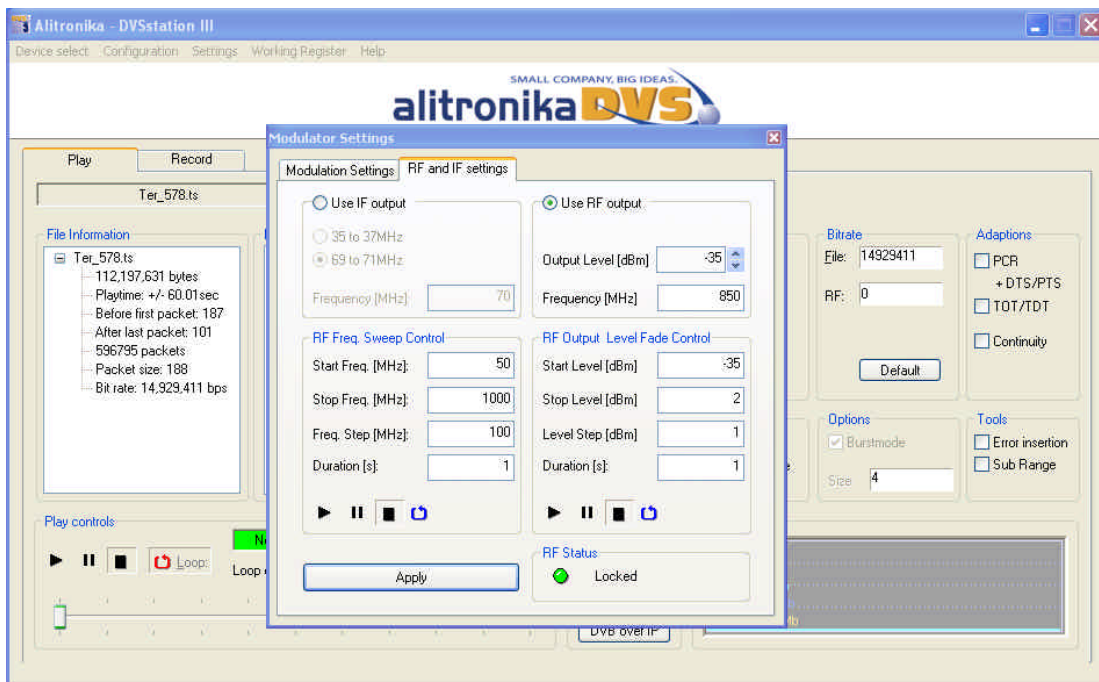 Alitronika - DVSstation III
Device select Configuration Settings Working Register Help
SMALL COMPANY, BIG IDEAS.
alitronika DVS
Play
Record
Ter_578.ts
File Information
Ter_578.ts
112,197,631 bytes
Playtime: +/- 60.01sec
Before first packet: 187
After last packet: 101
596795 packets
Packet size: 188
Bit rate: 14,929,411 bps
Modulator Settings
Modulation Settings
RF and IF settings
Use IF output
35 to 37MHz
69 to 71MHz
Frequency [MHz] 70
Use RF output
Output Level [dBm] -35
Frequency [MHz] 850
RF Freq. Sweep Control
Start Freq. [MHz]: 50
Stop Freq. [MHz]: 1000
Freq. Step [MHz]: 100
Duration [s]: 1
RF Output Level Fade Control
Start Level [dBm] -35
Stop Level [dBm] 2
Level Step [dBm] 1
Duration [s]: 1
Apply
RF Status
Locked
Bitrate
File: 14929411
RF: 0
Default
Adaptions
PCR
+ DTS/PTS
TOT/TDT
Continuity
Options
Burstmode
Size 4
Tools
Error insertion
Sub Range
Play controls
Loop:
Loop
DVB over IP